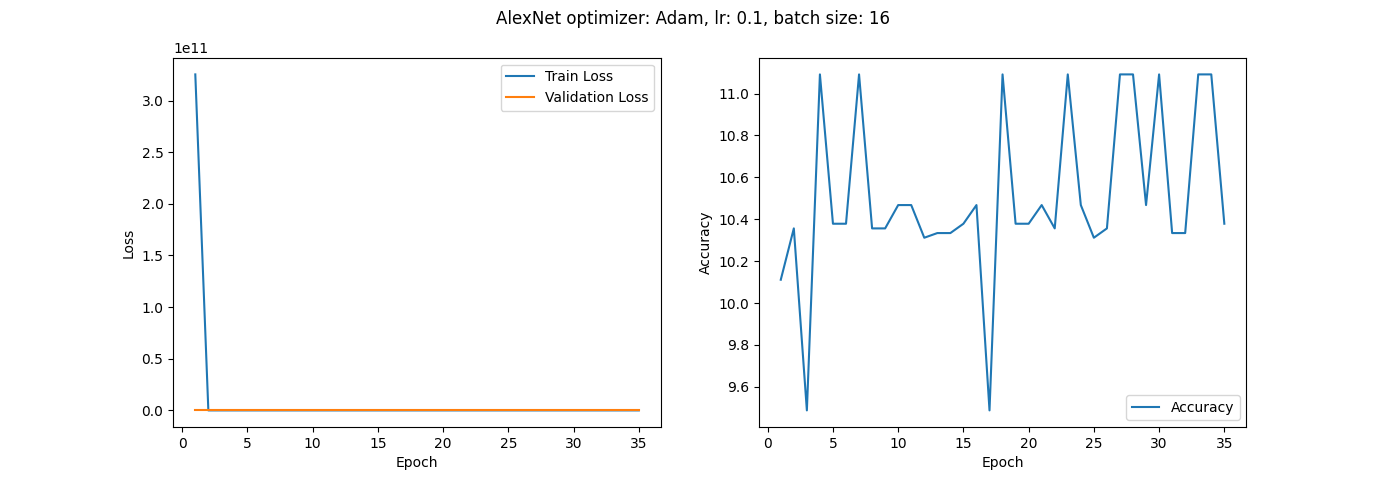 AlexNet optimizer: Adam, lr: 0.1, batch size: 16
1e11
Train Loss
Validation Loss
3.0
2.5
2.0
1.5
1.0
0.5
0.0
Loss
0 5 10 15 20 25 30 35
Epoch
11.0
10.8
10.6
10.4
10.2
10.0
9.8
9.6
Accuracy
Accuracy
0 5 10 15 20 25 30 35
Epoch